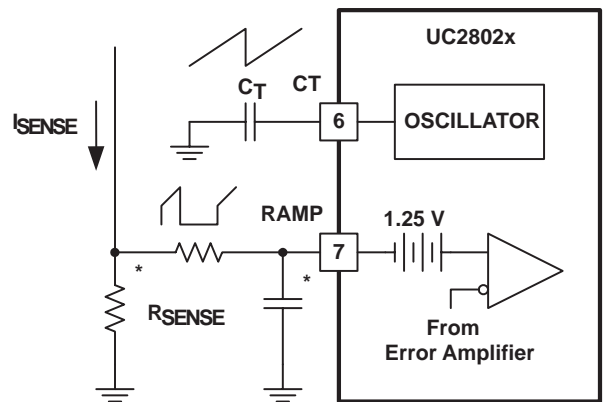 UC2802x
CT
CT
6
OSCILLATOR
ISENSE
RAMP
1.25 V
7
*
*
RSENSE
From
Error Amplifier